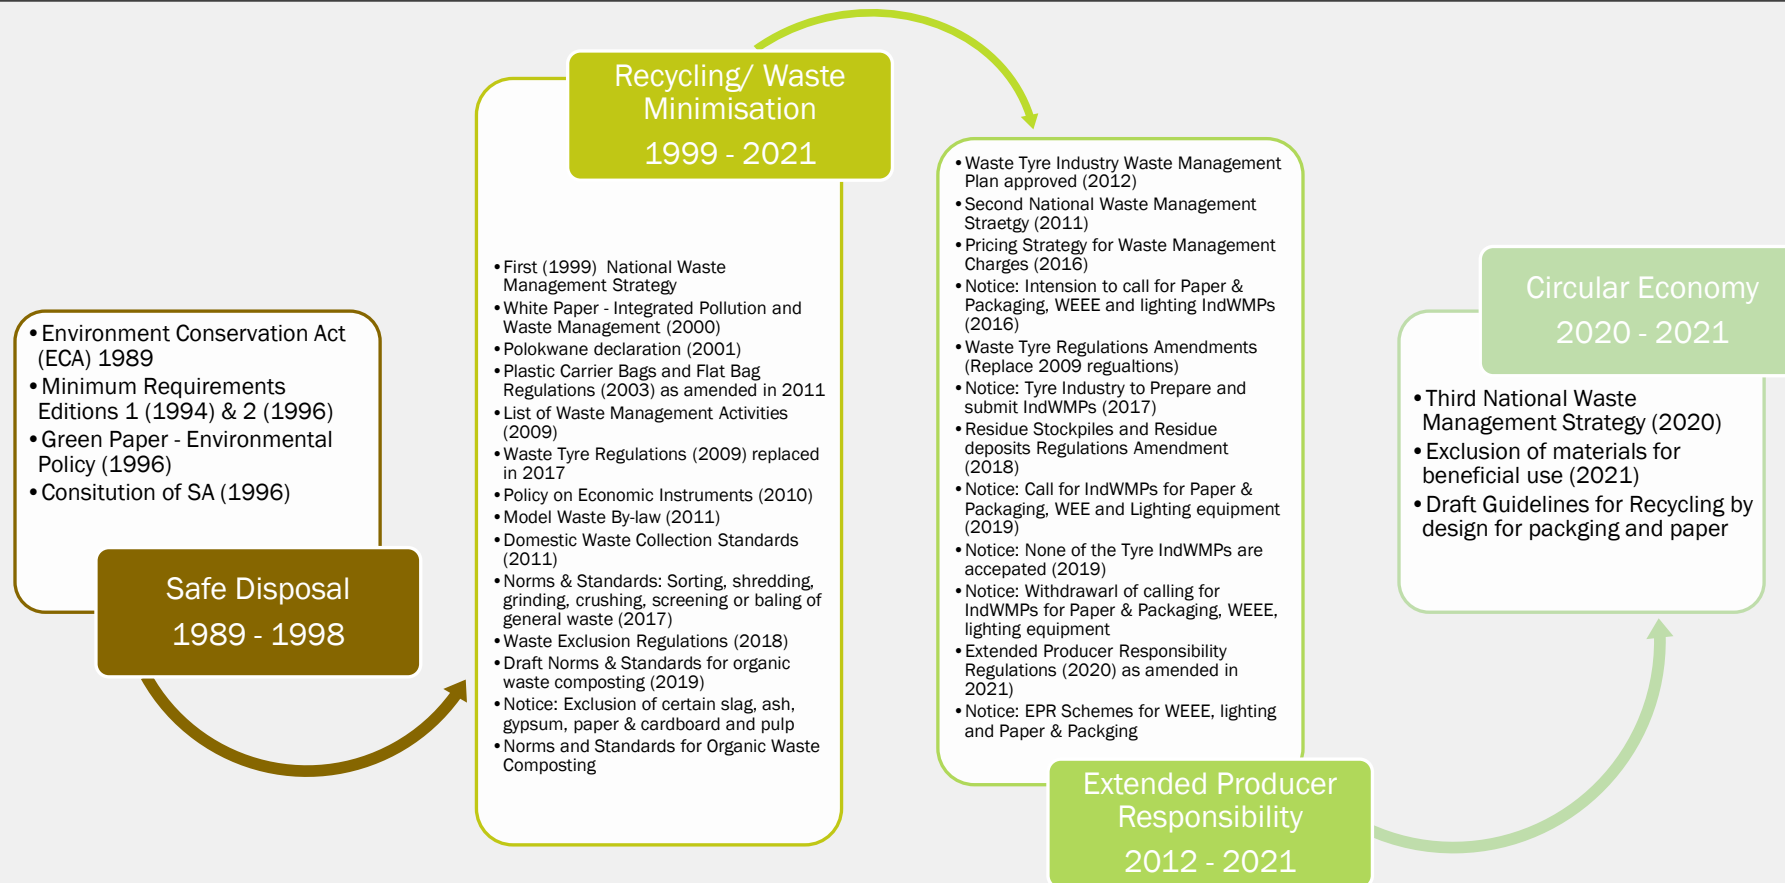 • Environment Conservation Act
(ECA) 1989
• Minimum Requirements
Editions 1 (1994) & 2 (1996)
• Green Paper - Environmental
Policy (1996)
• Consitution of SA (1996)
Safe Disposal
1989 - 1998
Recycling/ Waste
Minimisation
1999 - 2021
• First (1999)  National Waste
Management Strategy
• White Paper - Integrated Pollution and
Waste Management (2000)
• Polokwane declaration (2001)
• Plastic Carrier Bags and Flat Bag
Regulations (2003) as amended in 2011
• List of Waste Management Activities
(2009)
• Waste Tyre Regulations (2009) replaced
in 2017
• Policy on Economic Instruments (2010)
• Model Waste By-law (2011)
• Domestic Waste Collection Standards
(2011)
• Norms & Standards: Sorting, shredding,
grinding, crushing, screening or baling of
general waste (2017)
• Waste Exclusion Regulations (2018)
• Draft Norms & Standards for organic
waste composting (2019)
• Notice: Exclusion of certain slag, ash,
gypsum, paper & cardboard and pulp
• Norms and Standards for Organic Waste
Composting
• Waste Tyre Industry Waste Management
Plan approved (2012)
• Second National Waste Management
Straetgy (2011)
• Pricing Strategy for Waste Management
Charges (2016)
• Notice: Intension to call for Paper &
Packaging, WEEE and lighting IndWMPs
(2016)
• Waste Tyre Regulations Amendments
(Replace 2009 regualtions)
• Notice: Tyre Industry to Prepare and
submit IndWMPs (2017)
• Residue Stockpiles and Residue
deposits Regulations Amendment
(2018)
• Notice: Call for IndWMPs for Paper &
Packaging, WEE and Lighting equipment
(2019)
• Notice: None of the Tyre IndWMPs are
accepated (2019)
• Notice: Withdrawarl of calling for
IndWMPs for Paper & Packaging, WEEE,
lighting equipment
• Extended Producer Responsibility
Regulations (2020) as amended in
2021)
• Notice: EPR Schemes for WEEE, lighting
and Paper & Packging
Extended Producer
Responsibility
2012 - 2021
Circular Economy
2020 - 2021
• Third National Waste
Management Strategy (2020)
• Exclusion of materials for
beneficial use (2021)
• Draft Guidelines for Recycling by
design for packging and paper